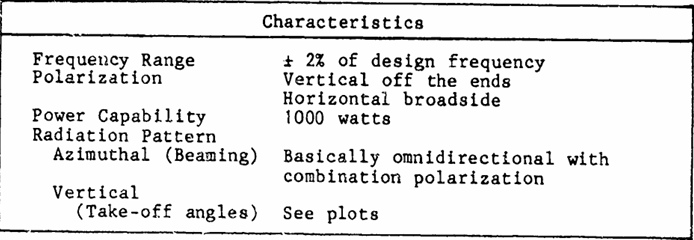 Characteristics
Frequency Range ± 2% of design frequency
Polarization Vertical off the ends
Horizontal broadside
Power Capability 1000 watts
Radiation Pattern
Azimuthal (Beaming) Basically omnidirectional with
combination polarization
Vertical
(Take-off angles) See plots